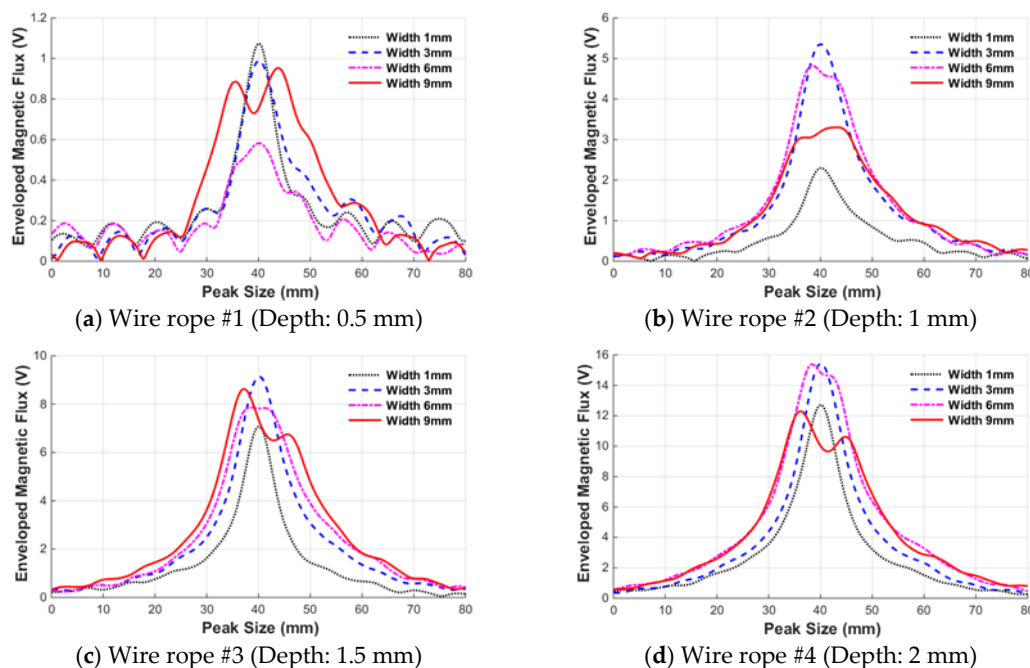 1.2
1
0.8
0.6
0.4
0.2
0
0 10 20 30 40 50 60 70 80
Enveloped Magnetic Flux (V)
Peak Size (mm)
Width 1mm
Width 3mm
Width 6mm
Width 9mm
(a) Wire rope #1 (Depth: 0.5 mm)
6
5
4
3
2
1
0
0 10 20 30 40 50 60 70 80
Enveloped Magnetic Flux (V)
Peak Size (mm)
Width 1mm
Width 3mm
Width 6mm
Width 9mm
(b) Wire rope #2 (Depth: 1 mm)
10
8
6
4
2
0
0 10 20 30 40 50 60 70 80
Enveloped Magnetic Flux (V)
Peak Size (mm)
Width 1mm
Width 3mm
Width 6mm
Width 9mm
(c) Wire rope #3 (Depth: 1.5 mm)
16
14
12
10
8
6
4
2
0
0 10 20 30 40 50 60 70 80
Enveloped Magnetic Flux (V)
Peak Size (mm)
Width 1mm
Width 3mm
Width 6mm
Width 9mm
(d) Wire rope #4 (Depth: 2 mm)